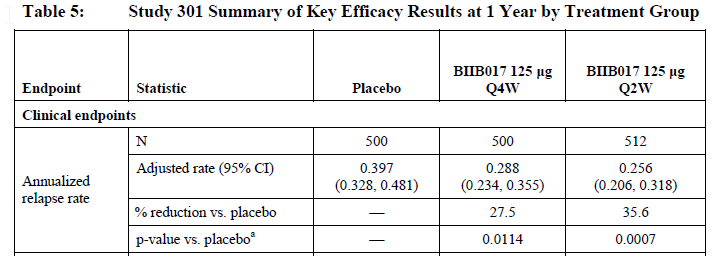 Table 5: Study 301 Summary of Key Efficacy Results at 1 Year by Treatment Group
Endpoint Statistic Placebo BIIB017 125 µg Q4W BIIB017 125 µg Q2W
Clinical endpoints
Annualized relapse rate
N 500 500 512
Adjusted rate (95% CI) 0.397 (0.328, 0.481) 0.288 (0.234, 0.355) 0.256 (0.206, 0.318)
% reduction vs. placebo — 27.5 35.6
p-value vs. placeboᵃ — 0.0114 0.0007